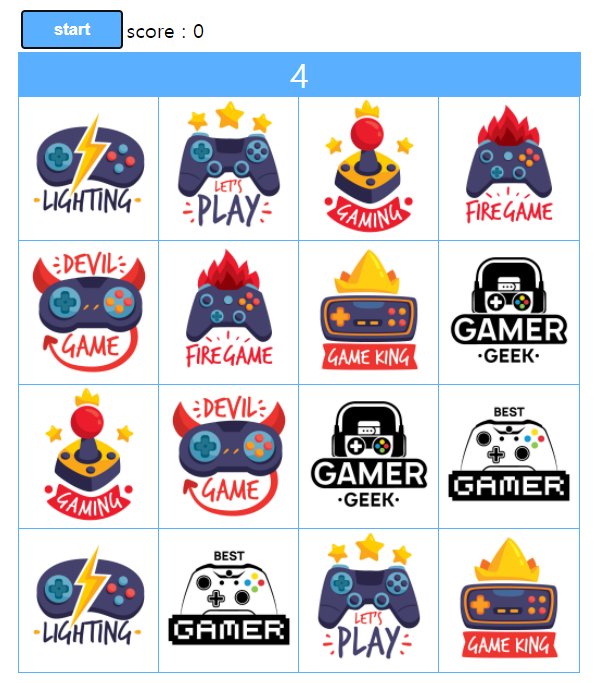 start score : 0
4
LIGHTING
LET'S
PLAY
GAMING
FIREGAME
DEVIL
GAME
FIREGAME
GAME KING
GAMER
·GEEK·
GAMING
DEVIL
GAME
GAMER
·GEEK·
BEST
GAMER
LIGHTING
BEST
GAMER
LET'S
PLAY
GAME KING